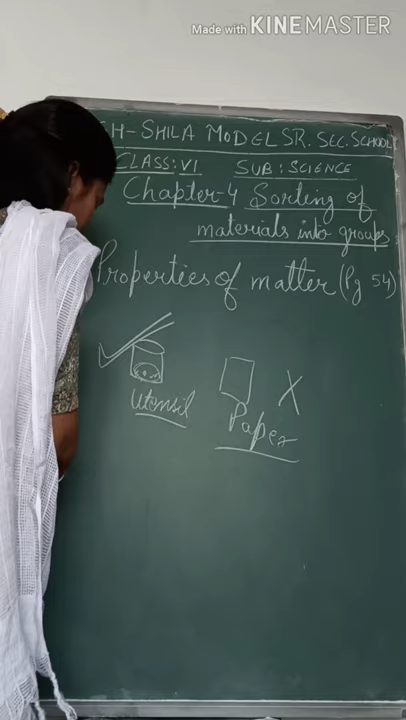 Made with KINEMASTER
H-SHILA MODEL SR. SEC. SCHOOL
CLASS: VI SUB: SCIENCE
Chapter-4 Sorting of
materials into groups
Properties of matter (Pg 54)
Utensil
Paper